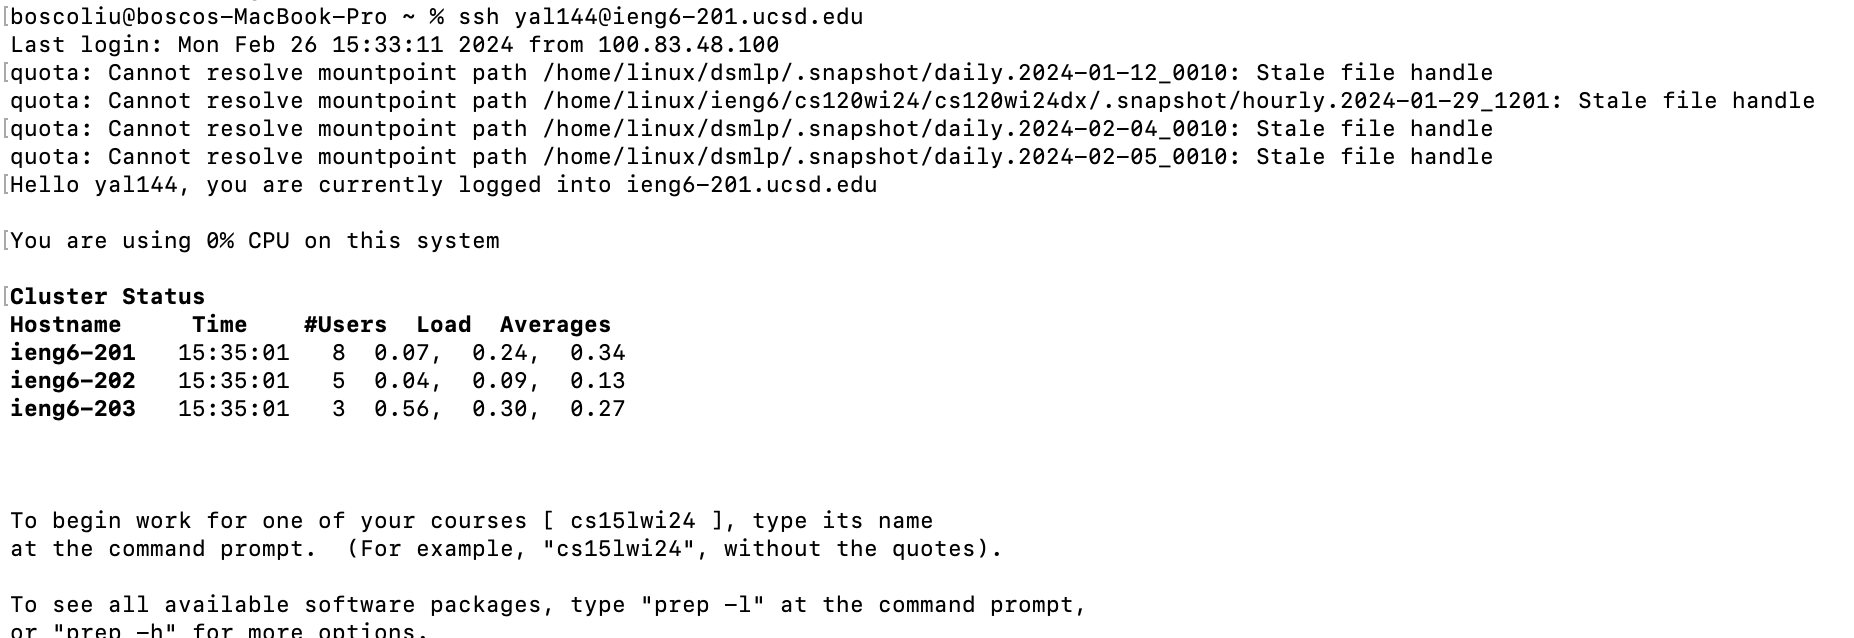 [boscoliu@boscos-MacBook-Pro ~ % ssh yal144@ieng6-201.ucsd.edu
Last login: Mon Feb 26 15:33:11 2024 from 100.83.48.100
[quota: Cannot resolve mountpoint path /home/linux/dsmlp/.snapshot/daily.2024-01-12_0010: Stale file handle
quota: Cannot resolve mountpoint path /home/linux/ieng6/cs120wi24/cs120wi24dx/.snapshot/hourly.2024-01-29_1201: Stale file handle
[quota: Cannot resolve mountpoint path /home/linux/dsmlp/.snapshot/daily.2024-02-04_0010: Stale file handle
quota: Cannot resolve mountpoint path /home/linux/dsmlp/.snapshot/daily.2024-02-05_0010: Stale file handle
[Hello yal144, you are currently logged into ieng6-201.ucsd.edu
[You are using 0% CPU on this system
[Cluster Status
Hostname     Time    #Users  Load  Averages
ieng6-201   15:35:01   8  0.07,  0.24,  0.34
ieng6-202   15:35:01   5  0.04,  0.09,  0.13
ieng6-203   15:35:01   3  0.56,  0.30,  0.27
To begin work for one of your courses [ cs15lwi24 ], type its name
at the command prompt.  (For example, "cs15lwi24", without the quotes).
To see all available software packages, type "prep -l" at the command prompt,
or "prep -h" for more options.